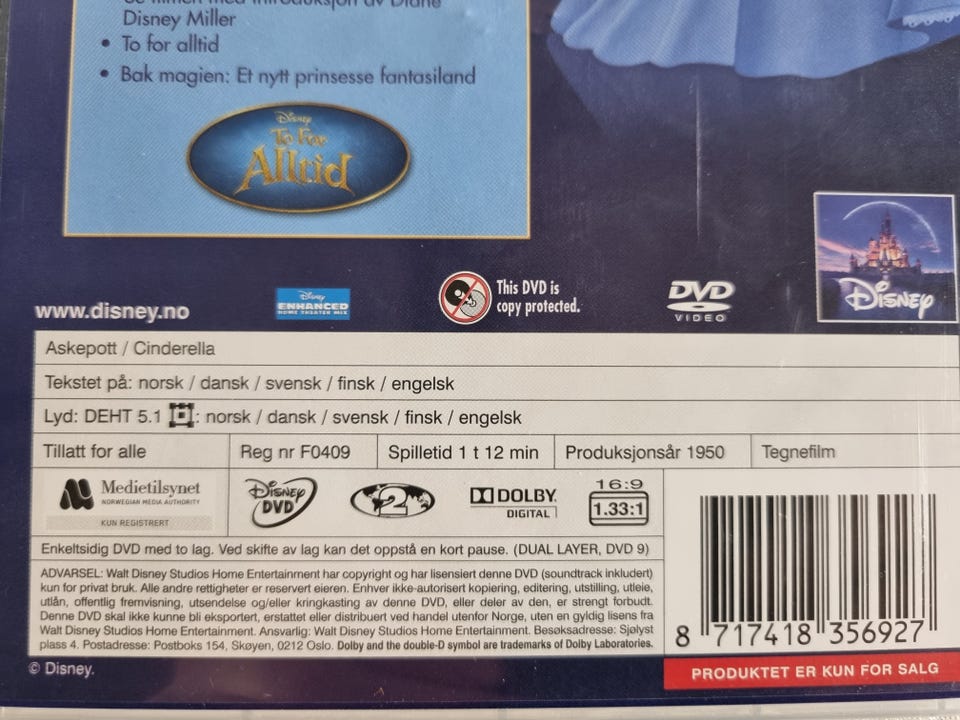 Se filmen med introduksjon av Diane
Disney Miller
• To for alltid
• Bak magien: Et nytt prinsesse fantasiland
Disney
To For
Alltid
www.disney.no
Disney
ENHANCED
HOME THEATER MIX
This DVD is
copy protected.
DVD
VIDEO
Disney
Askepott / Cinderella
Tekstet på: norsk / dansk / svensk / finsk / engelsk
Lyd: DEHT 5.1 : norsk / dansk / svensk / finsk / engelsk
Tillatt for alle
Reg nr F0409
Spilletid 1 t 12 min
Produksjonsår 1950
Tegnefilm
Medietilsynet
NORWEGIAN MEDIA AUTHORITY
KUN REGISTRERT
Disney
DVD
2
DOLBY
DIGITAL
16:9
1.33:1
Enkeltsidig DVD med to lag. Ved skifte av lag kan det oppstå en kort pause. (DUAL LAYER, DVD 9)
ADVARSEL: Walt Disney Studios Home Entertainment har copyright og har lisensiert denne DVD (soundtrack inkludert)
kun for privat bruk. Alle andre rettigheter er reservert eieren. Enhver ikke-autorisert kopiering, editering, utstilling, utleie,
utlån, offentlig fremvisning, utsendelse og/eller kringkasting av denne DVD, eller deler av den, er strengt forbudt.
Denne DVD skal ikke kunne bli eksportert, erstattet eller distribuert ved handel utenfor Norge, uten en gyldig lisens fra
Walt Disney Studios Home Entertainment. Ansvarlig: Walt Disney Studios Home Entertainment. Besøksadresse: Sjølyst
plass 4. Postadresse: Postboks 154, Skøyen, 0212 Oslo. Dolby and the double-D symbol are trademarks of Dolby Laboratories.
8 717418 356927
© Disney.
PRODUKTET ER KUN FOR SALG